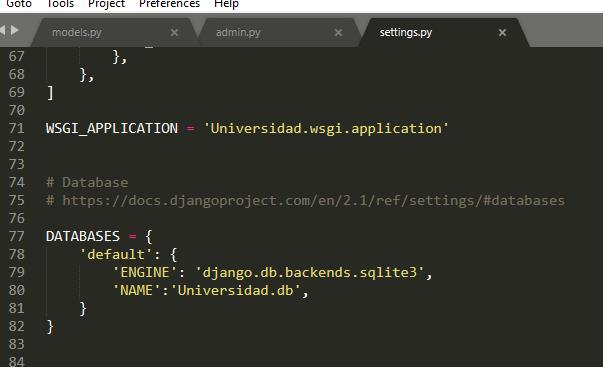 Goto Tools Project Preferences Help
models.py × admin.py × settings.py ×
67 },
68 },
69 ]
70
71 WSGI_APPLICATION = 'Universidad.wsgi.application'
72
73
74 # Database
75 # https://docs.djangoproject.com/en/2.1/ref/settings/#databases
76
77 DATABASES = {
78 'default': {
79 'ENGINE': 'django.db.backends.sqlite3',
80 'NAME':'Universidad.db',
81 }
82 }
83
84